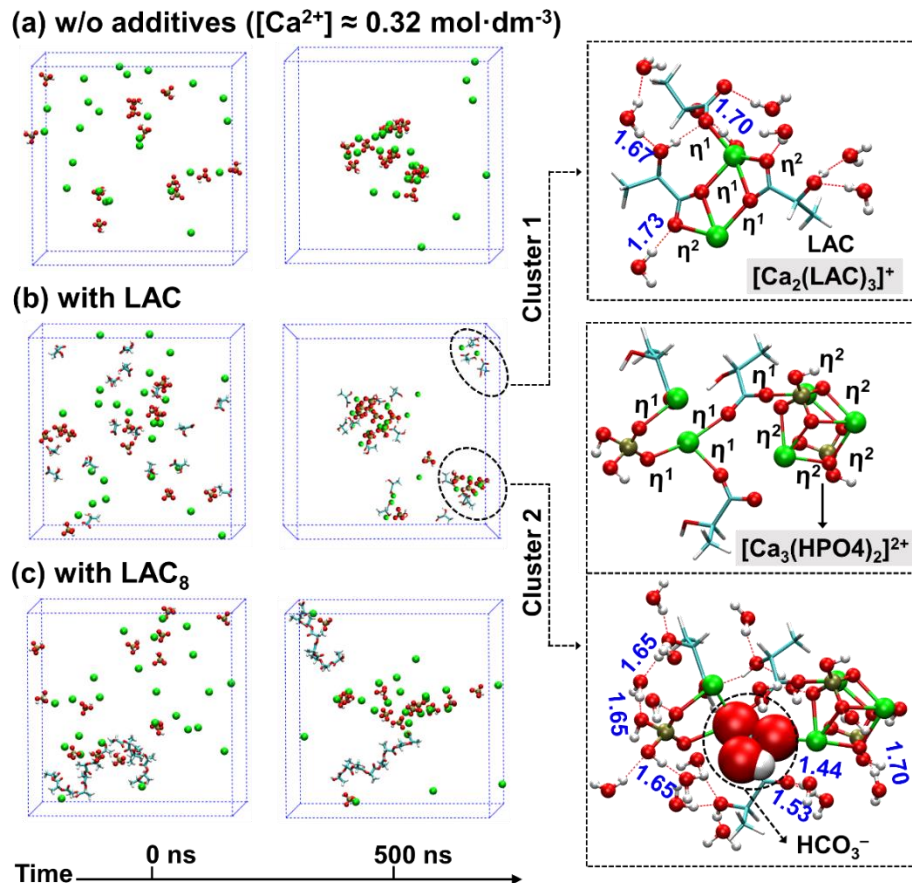 (a) w/o additives ([Ca²⁺] ≈ 0.32 mol·dm⁻³)
(b) with LAC
(c) with LAC₈
0 ns
500 ns
Time
Cluster 1
Cluster 2
1.70
1.67
η¹
η²
η¹
η¹
1.73
η²
LAC
[Ca₂(LAC)₃]⁺
η²
η¹
η¹
η²
η¹
η¹
η²
η¹
η²
η²
[Ca₃(HPO4)₂]²⁺
1.65
1.65
1.70
1.44
1.65
1.53
HCO₃⁻